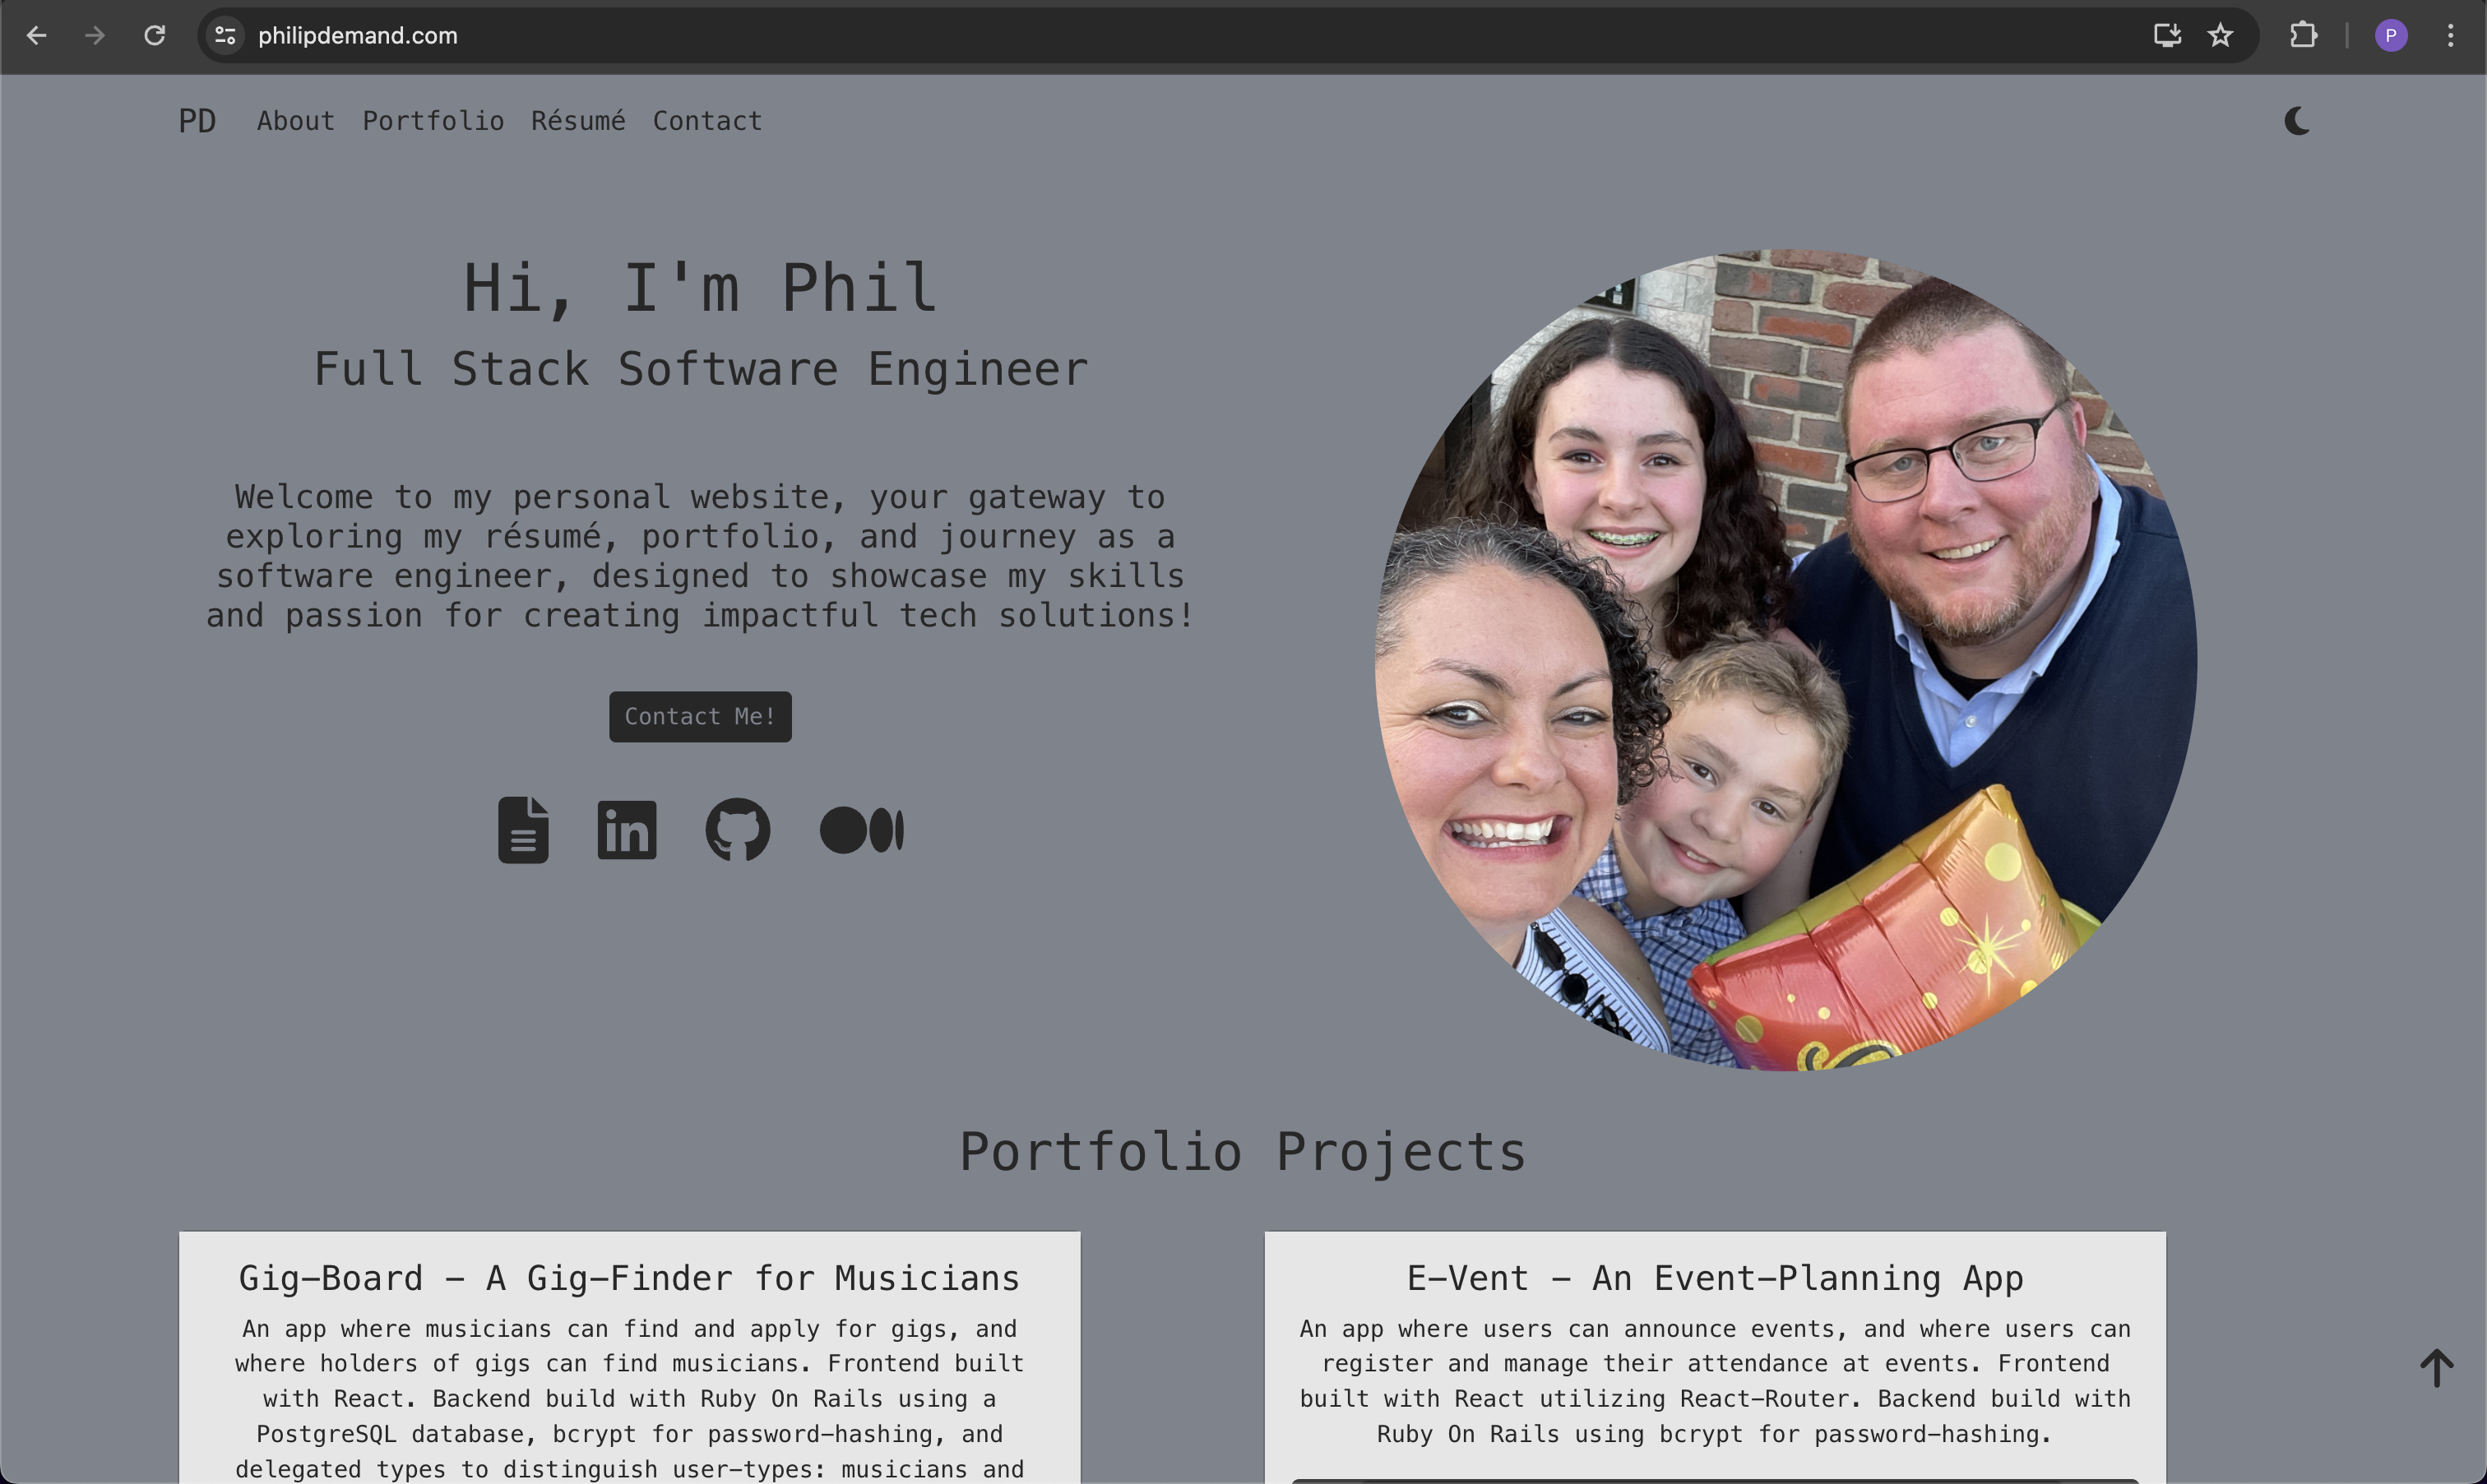 philipdemand.com
P
PD About Portfolio Résumé Contact
Hi, I'm Phil
Full Stack Software Engineer
Welcome to my personal website, your gateway to
exploring my résumé, portfolio, and journey as a
software engineer, designed to showcase my skills
and passion for creating impactful tech solutions!
Contact Me!
in
Portfolio Projects
Gig-Board - A Gig-Finder for Musicians
An app where musicians can find and apply for gigs, and
where holders of gigs can find musicians. Frontend built
with React. Backend build with Ruby On Rails using a
PostgreSQL database, bcrypt for password-hashing, and
delegated types to distinguish user-types: musicians and
E-Vent - An Event-Planning App
An app where users can announce events, and where users can
register and manage their attendance at events. Frontend
built with React utilizing React-Router. Backend build with
Ruby On Rails using bcrypt for password-hashing.